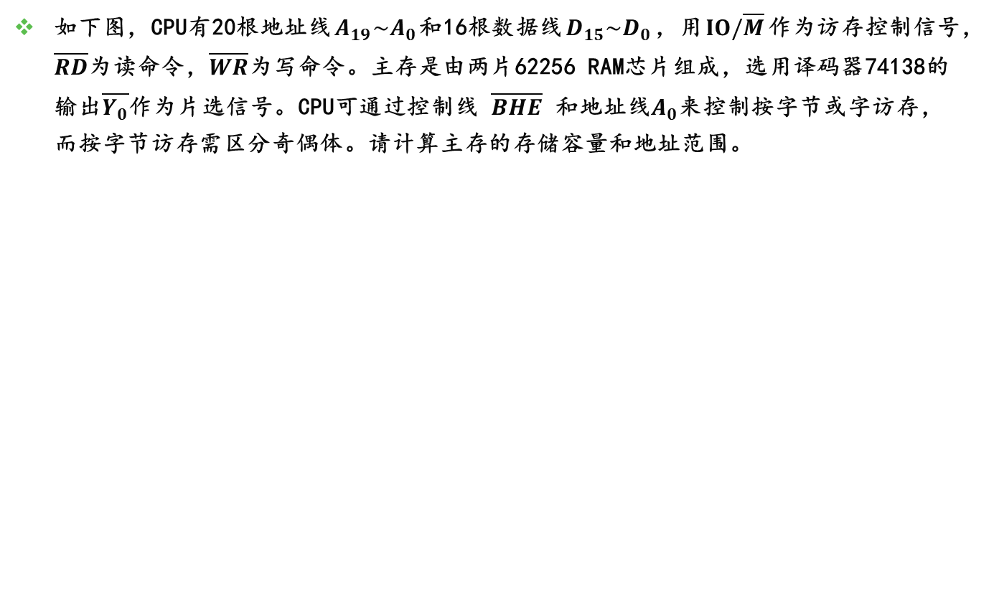 如下图，CPU有20根地址线 $A_{19}$~$A_0$ 和16根数据线 $D_{15}$~$D_0$ ，用 IO/$\overline{M}$ 作为访存控制信号，
$\overline{RD}$为读命令，$\overline{WR}$为写命令。主存是由两片62256 RAM芯片组成，选用译码器74138的
输出$\overline{Y_0}$作为片选信号。CPU可通过控制线 $\overline{BHE}$ 和地址线$A_0$来控制按字节或字访存，
而按字节访存需区分奇偶体。请计算主存的存储容量和地址范围。